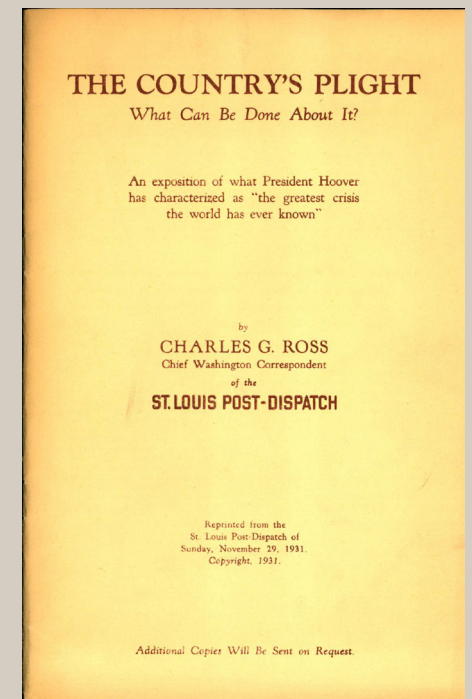 THE COUNTRY'S PLIGHT
What Can Be Done About It?
An exposition of what President Hoover
has characterized as "the greatest crisis
the world has ever known"
by
CHARLES G. ROSS
Chief Washington Correspondent
of the
ST. LOUIS POST-DISPATCH
Reprinted from the
St. Louis Post-Dispatch of
Sunday, November 29, 1931.
Copyright, 1931.
Additional Copies Will Be Sent on Request.